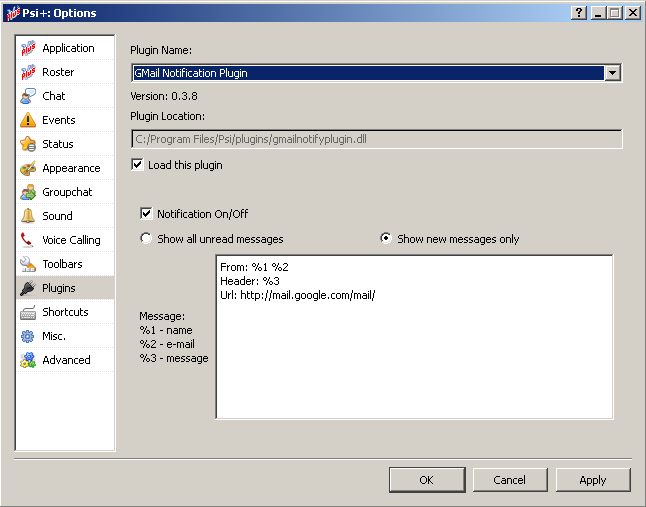 Psi+: Options
Application
Roster
Chat
Events
Status
Appearance
Groupchat
Sound
Voice Calling
Toolbars
Plugins
Shortcuts
Misc.
Advanced
Plugin Name:
GMail Notification Plugin
Version: 0.3.8
Plugin Location:
C:/Program Files/Psi/plugins/gmailnotifyplugin.dll
Load this plugin
Notification On/Off
Show all unread messages
Show new messages only
Message:
%1 - name
%2 - e-mail
%3 - message
From: %1 %2
Header: %3
Url: http://mail.google.com/mail/
OK
Cancel
Apply